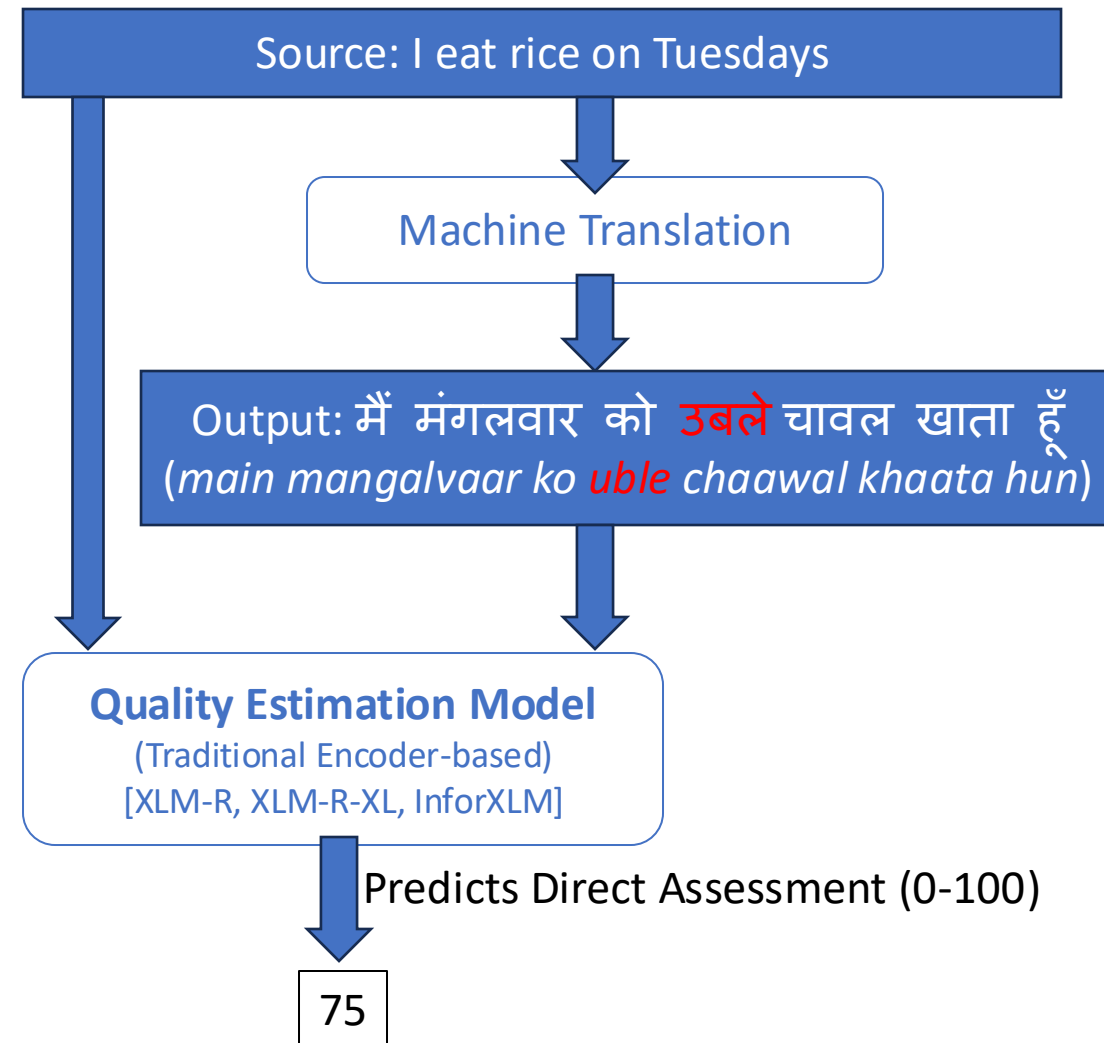 Source: I eat rice on Tuesdays
Machine Translation
Output: मैं मंगलवार को उबले चावल खाता हूँ
(main mangalvaar ko uble chaawal khaata hun)
Quality Estimation Model
(Traditional Encoder-based)
[XLM-R, XLM-R-XL, InforXLM]
Predicts Direct Assessment (0-100)
75